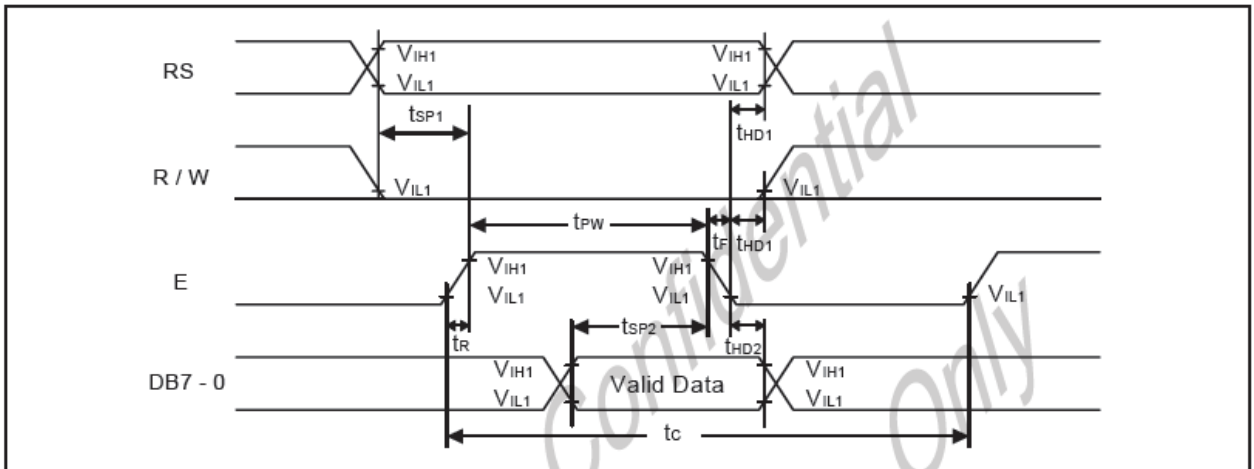 RS
VIH1
VIH1
VIL1
VIL1
tSP1
tHD1
R / W
VIL1
VIL1
tPW
tF
tHD1
E
VIH1
VIH1
VIL1
VIL1
VIL1
tR
tSP2
tHD2
DB7 - 0
VIH1
Valid Data
VIH1
VIL1
VIL1
tC
Confidential
Only